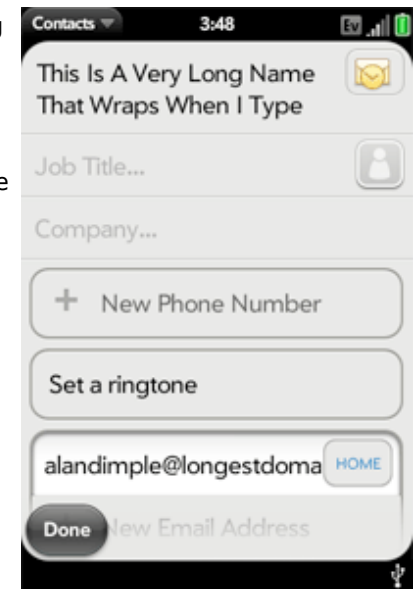 Contacts 3:48 Ev
This Is A Very Long Name
That Wraps When I Type
Job Title...
Company...
+ New Phone Number
Set a ringtone
alandimple@longestdoma HOME
Done New Email Address